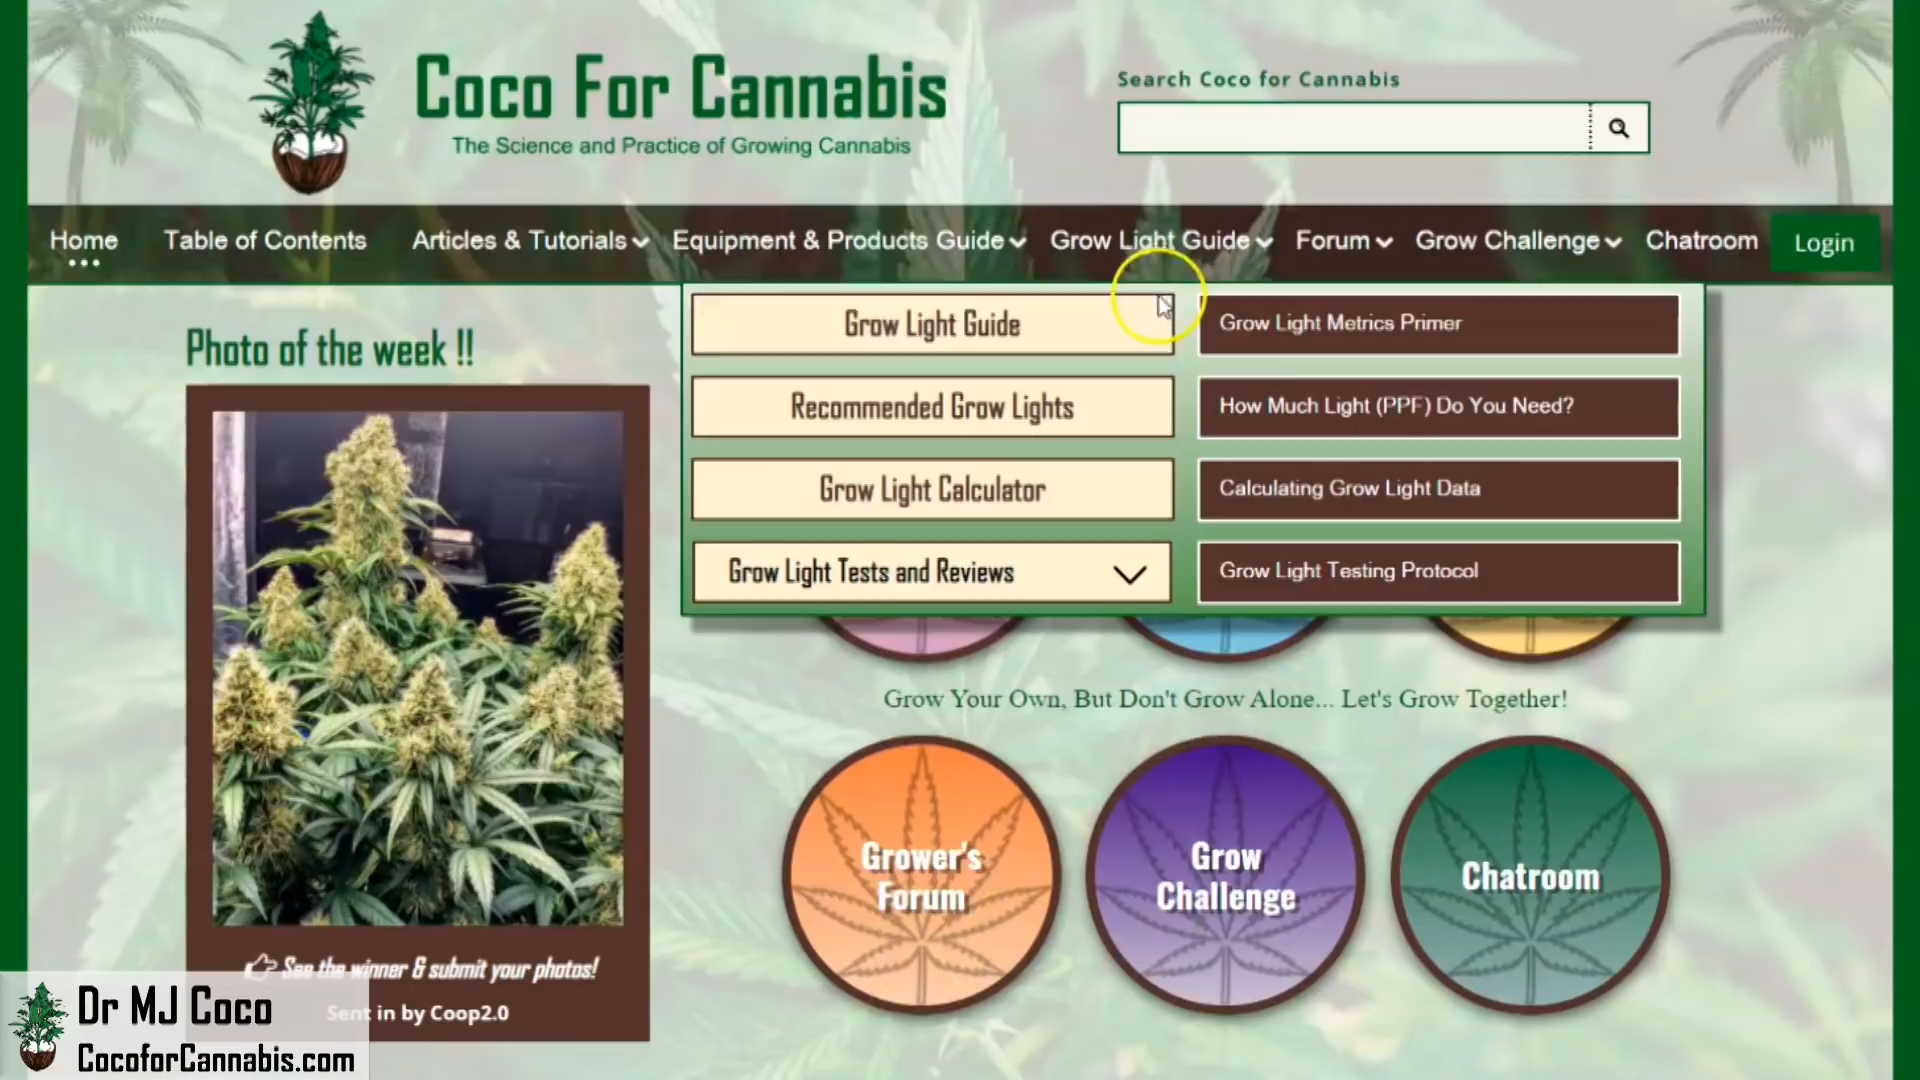 Coco For Cannabis
The Science and Practice of Growing Cannabis
Search Coco for Cannabis
Home
Table of Contents
Articles & Tutorials
Equipment & Products Guide
Grow Light Guide
Forum
Grow Challenge
Chatroom
Login
Grow Light Guide
Recommended Grow Lights
Grow Light Calculator
Grow Light Tests and Reviews
Grow Light Metrics Primer
How Much Light (PPF) Do You Need?
Calculating Grow Light Data
Grow Light Testing Protocol
Photo of the week !!
See the winner & submit your photos!
Sent in by Coop2.0
Grow Your Own, But Don't Grow Alone... Let's Grow Together!
Grower's
Forum
Grow
Challenge
Chatroom
Dr MJ Coco
CocoforCannabis.com